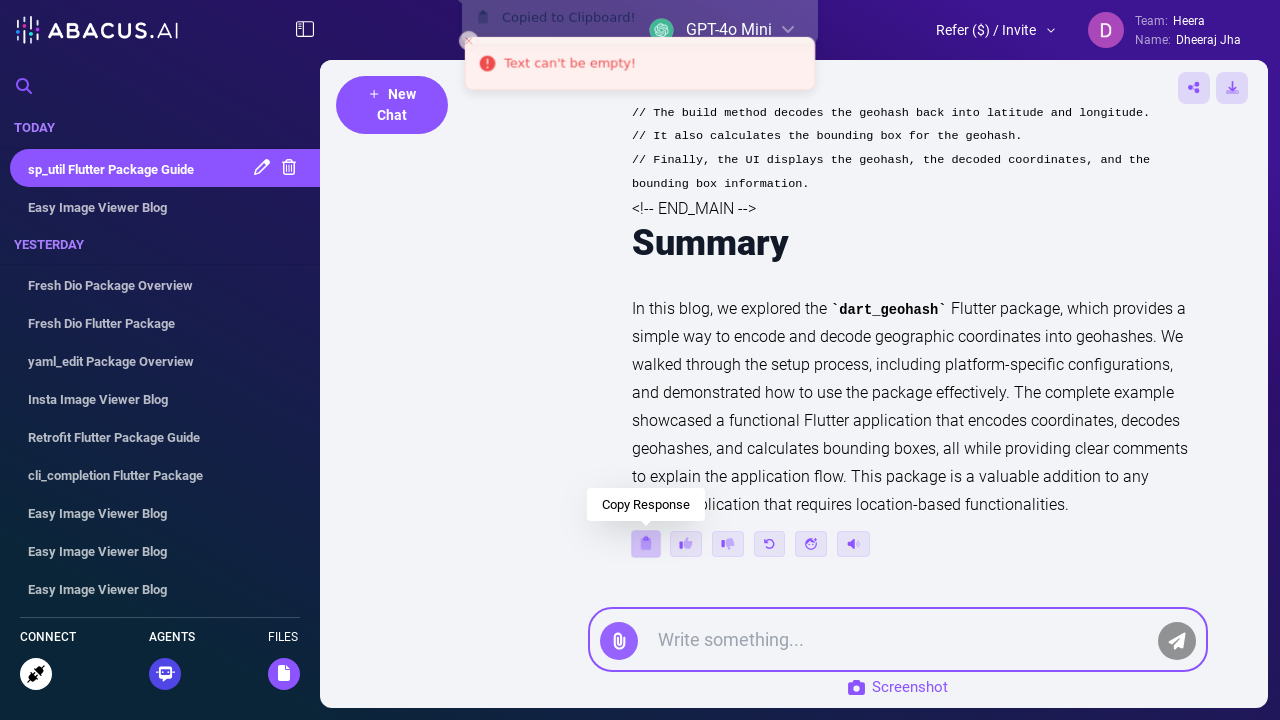 ABACUS.AI
TODAY
sp_util Flutter Package Guide
Easy Image Viewer Blog
YESTERDAY
Fresh Dio Package Overview
Fresh Dio Flutter Package
yaml_edit Package Overview
Insta Image Viewer Blog
Retrofit Flutter Package Guide
cli_completion Flutter Package
Easy Image Viewer Blog
Easy Image Viewer Blog
Easy Image Viewer Blog
CONNECT
AGENTS
FILES
Copied to Clipboard!
GPT-4o Mini
Text can't be empty!
Refer ($) / Invite
D
Team: Heera
Name: Dheeraj Jha
+ New
Chat
// The build method decodes the geohash back into latitude and longitude.
// It also calculates the bounding box for the geohash.
// Finally, the UI displays the geohash, the decoded coordinates, and the
bounding box information.
<!-- END_MAIN -->
Summary
In this blog, we explored the `dart_geohash` Flutter package, which provides a
simple way to encode and decode geographic coordinates into geohashes. We
walked through the setup process, including platform-specific configurations,
and demonstrated how to use the package effectively. The complete example
showcased a functional Flutter application that encodes coordinates, decodes
geohashes, and calculates bounding boxes, all while providing clear comments
to explain the application flow. This package is a valuable addition to any
plication that requires location-based functionalities.
Copy Response
Write something...
Screenshot